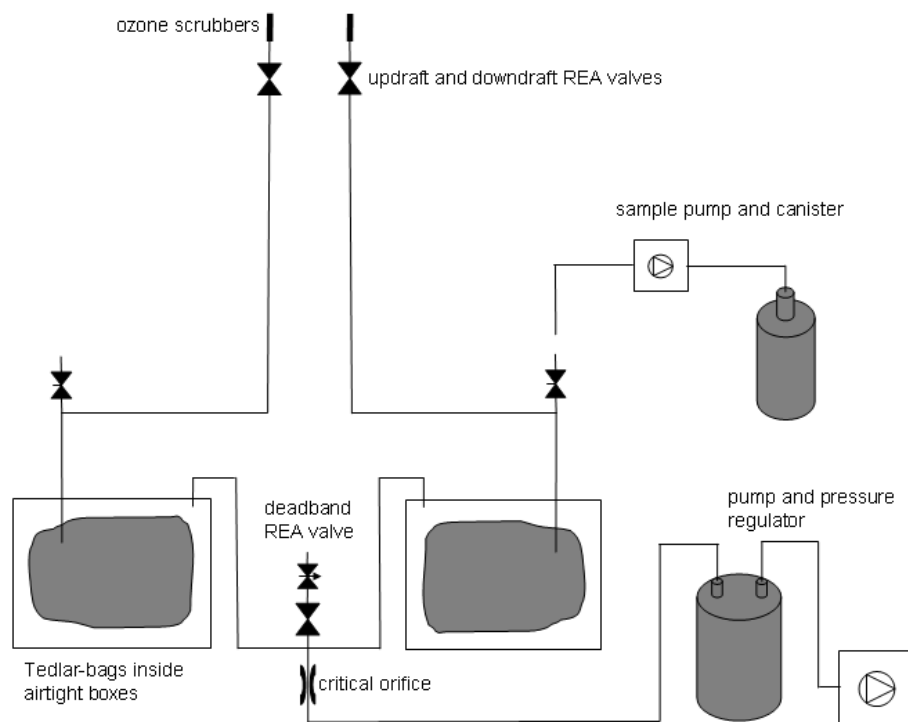 ozone scrubbers
updraft and downdraft REA valves
sample pump and canister
deadband
REA valve
pump and pressure
regulator
Tedlar-bags inside
airtight boxes
critical orifice